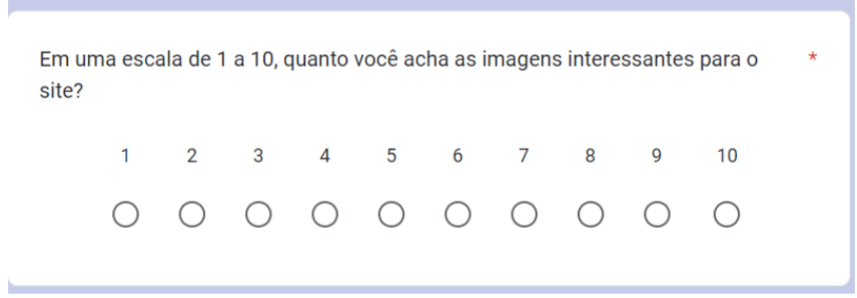 Em uma escala de 1 a 10, quanto você acha as imagens interessantes para o *
site?
1 2 3 4 5 6 7 8 9 10